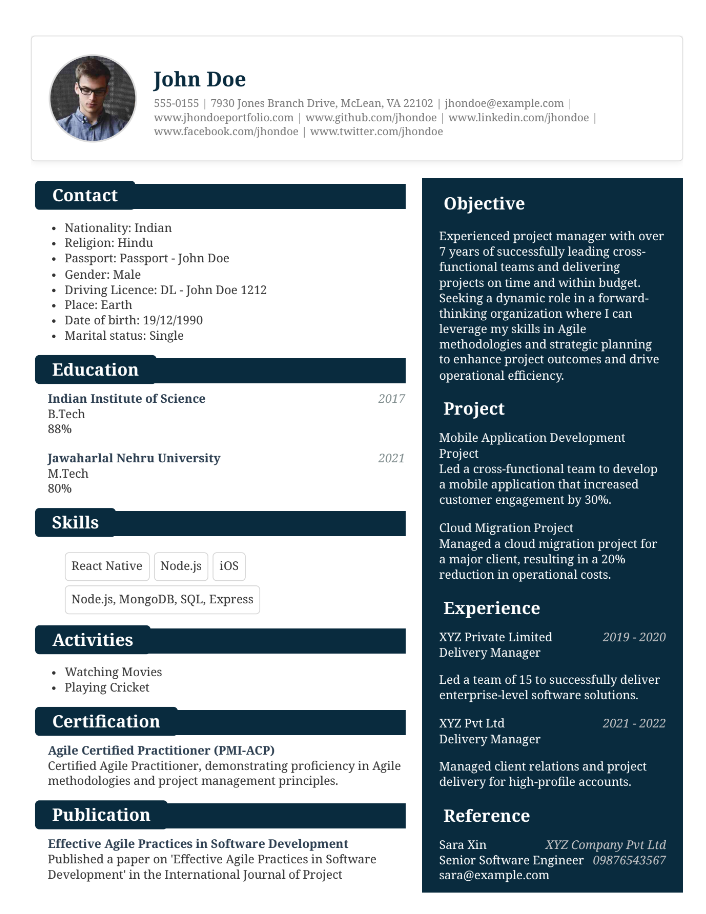 John Doe
555-0155 | 7930 Jones Branch Drive, McLean, VA 22102 | jhondoe@example.com |
www.jhondoeportfolio.com | www.github.com/jhondoe | www.linkedin.com/jhondoe |
www.facebook.com/jhondoe | www.twitter.com/jhondoe
Contact
• Nationality: Indian
• Religion: Hindu
• Passport: Passport - John Doe
• Gender: Male
• Driving Licence: DL - John Doe 1212
• Place: Earth
• Date of birth: 19/12/1990
• Marital status: Single
Education
Indian Institute of Science 2017
B.Tech
88%
Jawaharlal Nehru University 2021
M.Tech
80%
Skills
React Native Node.js iOS
Node.js, MongoDB, SQL, Express
Activities
• Watching Movies
• Playing Cricket
Certification
Agile Certified Practitioner (PMI-ACP)
Certified Agile Practitioner, demonstrating proficiency in Agile
methodologies and project management principles.
Publication
Effective Agile Practices in Software Development
Published a paper on 'Effective Agile Practices in Software
Development' in the International Journal of Project
Objective
Experienced project manager with over
7 years of successfully leading cross-
functional teams and delivering
projects on time and within budget.
Seeking a dynamic role in a forward-
thinking organization where I can
leverage my skills in Agile
methodologies and strategic planning
to enhance project outcomes and drive
operational efficiency.
Project
Mobile Application Development
Project
Led a cross-functional team to develop
a mobile application that increased
customer engagement by 30%.
Cloud Migration Project
Managed a cloud migration project for
a major client, resulting in a 20%
reduction in operational costs.
Experience
XYZ Private Limited 2019 - 2020
Delivery Manager
Led a team of 15 to successfully deliver
enterprise-level software solutions.
XYZ Pvt Ltd 2021 - 2022
Delivery Manager
Managed client relations and project
delivery for high-profile accounts.
Reference
Sara Xin XYZ Company Pvt Ltd
Senior Software Engineer 09876543567
sara@example.com